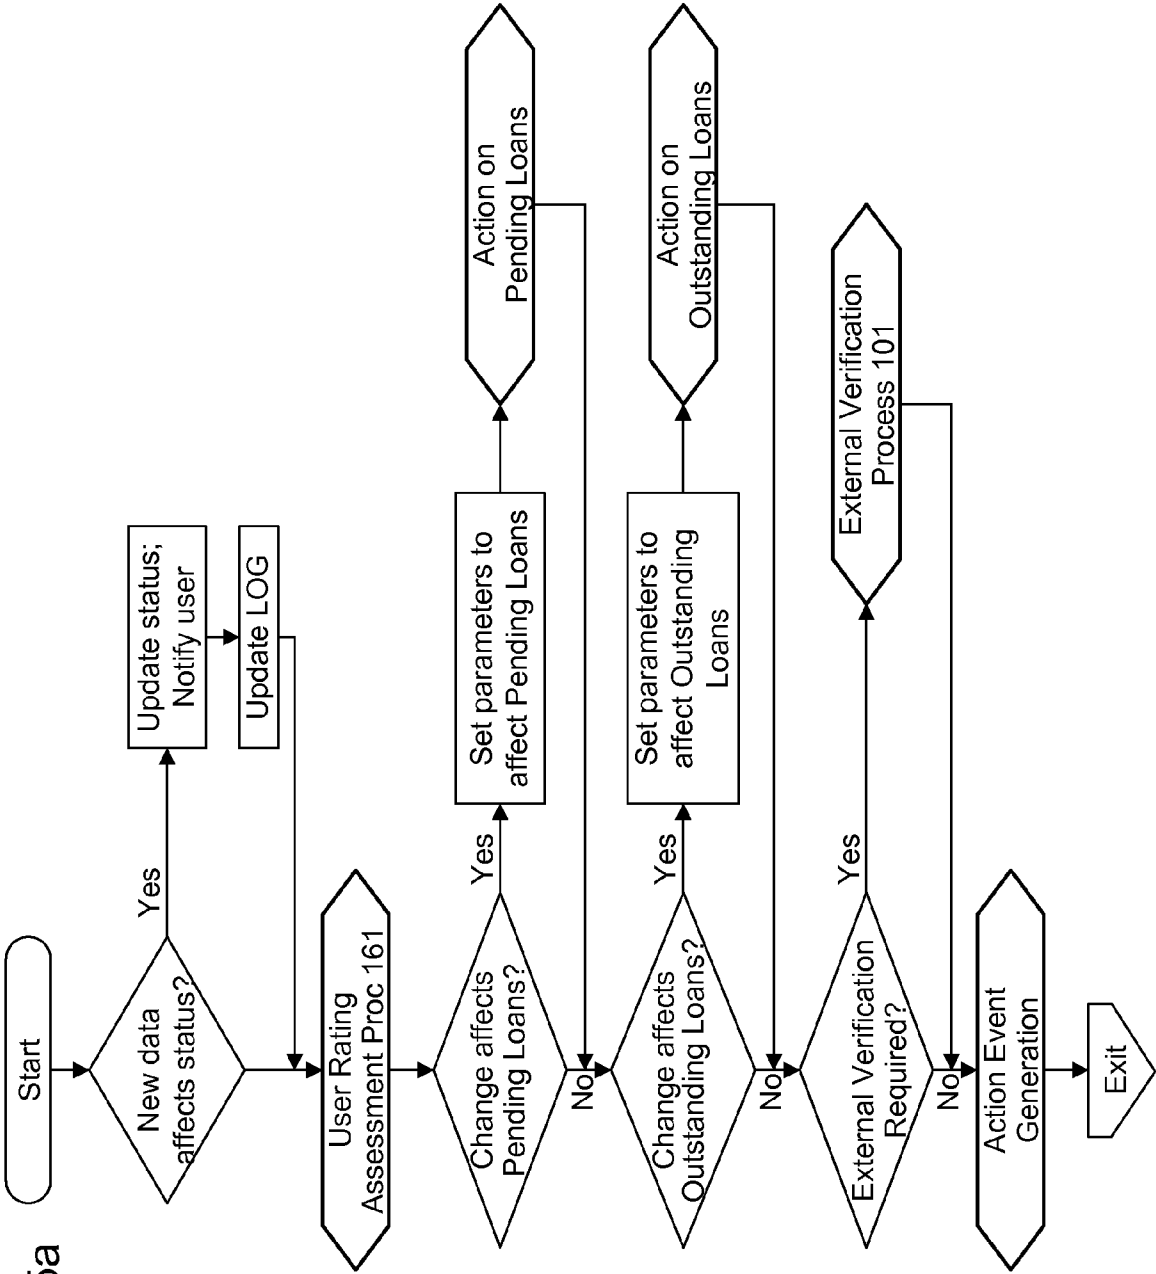 Start
New data
affects status?
Yes
Update status;
Notify user
Update LOG
User Rating
Assessment Proc 161
Change affects
Pending Loans?
Yes
Set parameters to
affect Pending Loans
Action on
Pending Loans
No
Change affects
Outstanding Loans?
Yes
Set parameters to
affect Outstanding
Loans
Action on
Outstanding Loans
No
External Verification
Required?
Yes
External Verification
Process 101
No
Action Event
Generation
Exit